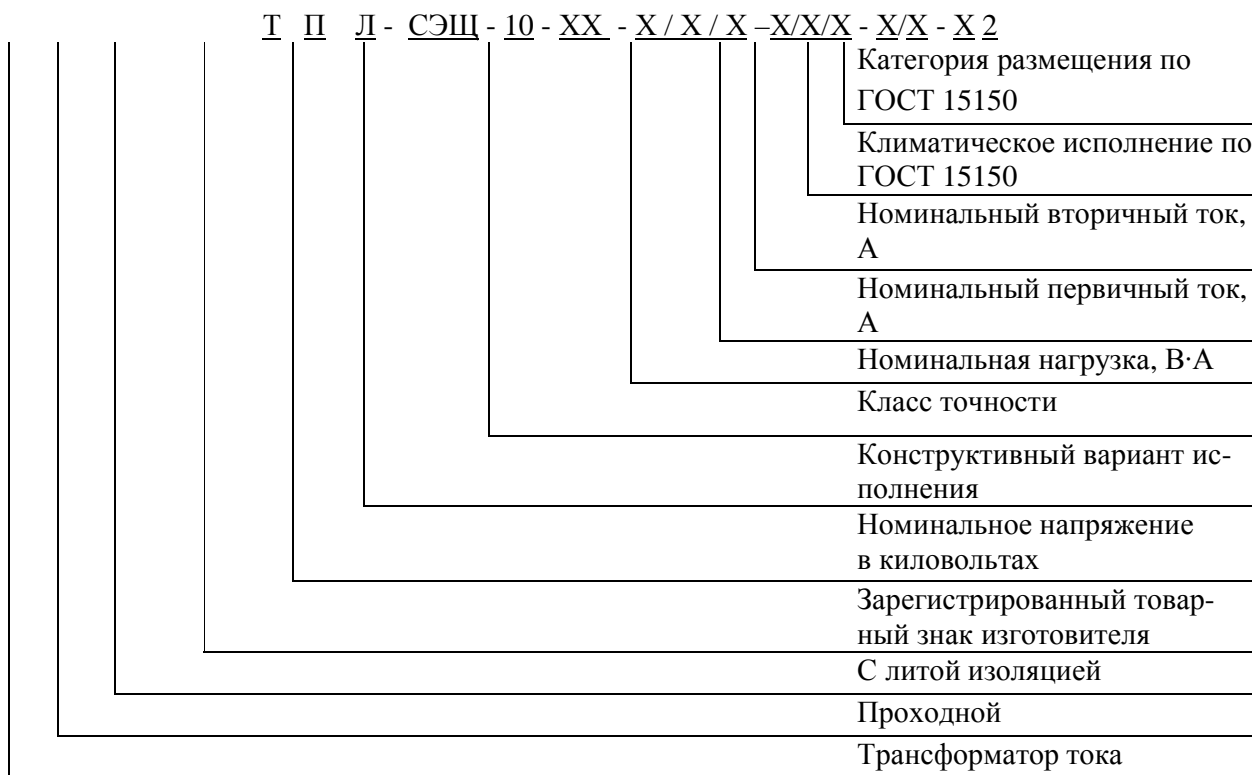 Т П Л - СЭЩ - 10 - ХХ - Х / Х / Х –Х/Х/Х - Х/Х - Х 2
Категория размещения по
ГОСТ 15150
Климатическое исполнение по
ГОСТ 15150
Номинальный вторичный ток,
А
Номинальный первичный ток,
А
Номинальная нагрузка, В·А
Класс точности
Конструктивный вариант ис-
полнения
Номинальное напряжение
в киловольтах
Зарегистрированный товар-
ный знак изготовителя
С литой изоляцией
Проходной
Трансформатор тока